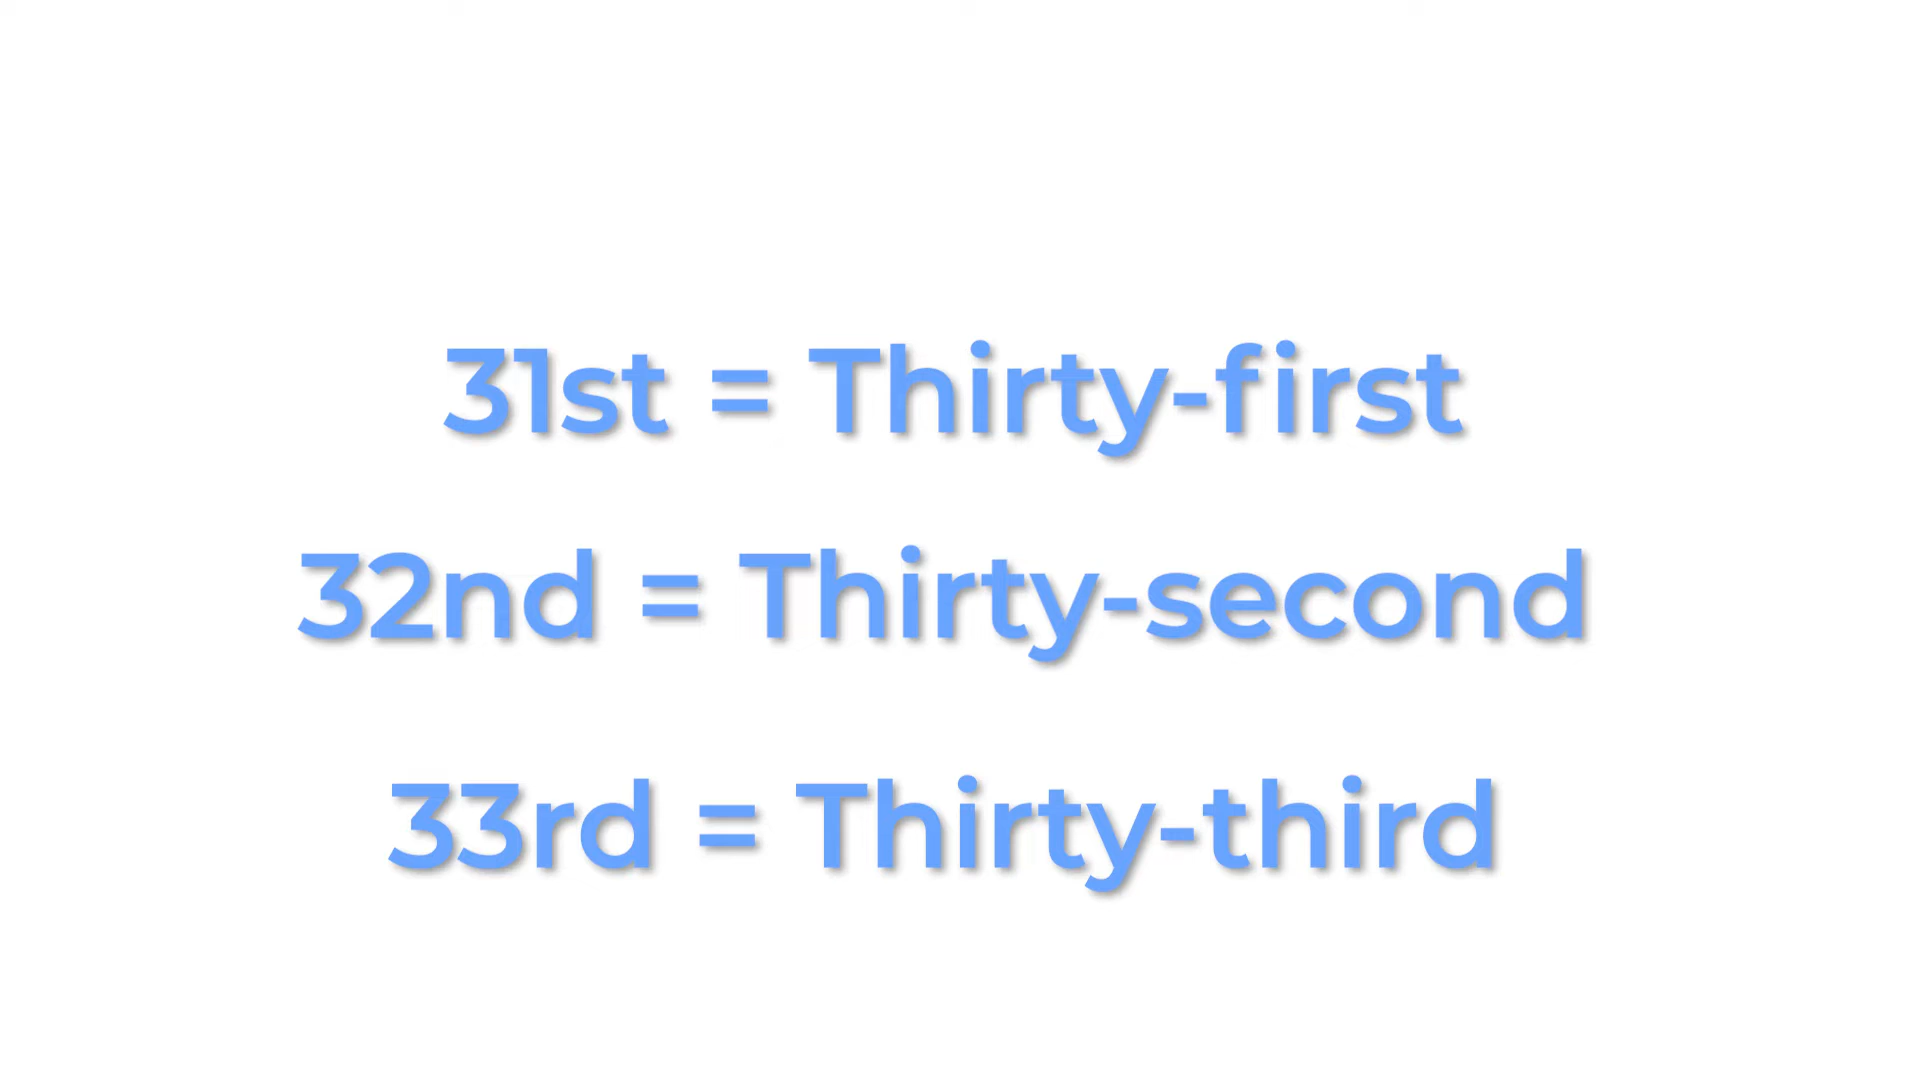 31st = Thirty-first
32nd = Thirty-second
33rd = Thirty-third